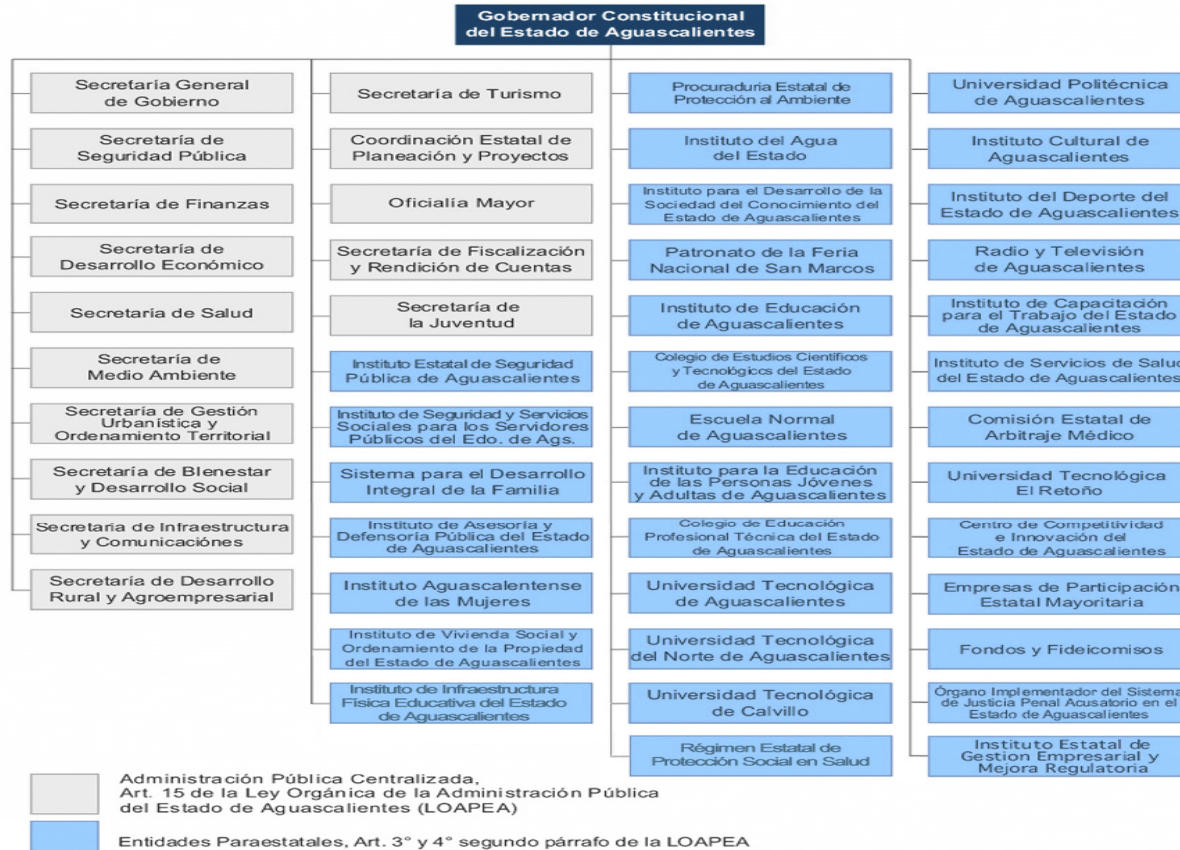 Gobernador Constitucional
del Estado de Aguascalientes
Secretaría General
de Gobierno
Secretaría de
Seguridad Pública
Secretaría de Finanzas
Secretaría de
Desarrollo Económico
Secretaría de Salud
Secretaría de
Medio Ambiente
Secretaría de Gestión
Urbanística y
Ordenamiento Territorial
Secretaría de BIenestar
y Desarrollo Social
Secretaria de Infraestructura
y Comunicaciónes
Secretaría de Desarrollo
Rural y Agroempresarial
Secretaría de Turismo
Coordinación Estatal de
Planeación y Proyectos
Oficialía Mayor
Secretaría de Fiscalización
y Rendición de Cuentas
Secretaría de
la Juventud
Instituto Estatal de Seguridad
Pública de Aguascalientes
Instituto de Seguridad y Servicios
Sociales para los Servidores
Públicos del Edo. de Ags.
Sistema para el Desarrollo
Integral de la Familia
Instituto de Asesoría y
Defensoría Pública del Estado
de Aguascalientes
Instituto Aguascalentense
de las Mujeres
Instituto de Vivienda Social y
Ordenamiento de la Propiedad
del Estado de Aguascalientes
Instituto de Infraestructura
Física Educativa del Estado
de Aguascalientes
Procuraduría Estatal de
Protección al Ambiente
Instituto del Agua
del Estado
Instituto para el Desarrollo de la
Sociedad del Conocimiento del
Estado de Aguascalientes
Patronato de la Feria
Nacional de San Marcos
Instituto de Educación
de Aguascalientes
Colegio de Estudios Científicos
y Tecnológicos del Estado
de Aguascalientes
Escuela Normal
de Aguascalientes
Instituto para la Educación
de las Personas Jóvenes
y Adultas de Aguascalientes
Colegio de Educación
Profesional Técnica del Estado
de Aguascalientes
Universidad Tecnológica
de Aguascalientes
Universidad Tecnológica
del Norte de Aguascalientes
Universidad Tecnológica
de Calvillo
Régimen Estatal de
Protección Social en Salud
Universidad Politécnica
de Aguascalientes
Instituto Cultural de
Aguascalientes
Instituto del Deporte del
Estado de Aguascalientes
Radio y Televisión
de Aguascalientes
Instituto de Capacitación
para el Trabajo del Estado
de Aguascalientes
Instituto de Servicios de Salud
del Estado de Aguascalientes
Comisión Estatal de
Arbitraje Médico
Universidad Tecnológica
El Retoño
Centro de Competitividad
e Innovación del
Estado de Aguascalientes
Empresas de Participación
Estatal Mayoritaria
Fondos y Fideicomisos
Órgano Implementador del Sistema
de Justicia Penal Acusatorio en el
Estado de Aguascalientes
Instituto Estatal de
Gestion Empresarial y
Mejora Regulatoria
Administración Pública Centralizada,
Art. 15 de la Ley Orgánica de la Administración Pública
del Estado de Aguascalientes (LOAPEA)
Entidades Paraestatales, Art. 3° y 4° segundo párrafo de la LOAPEA